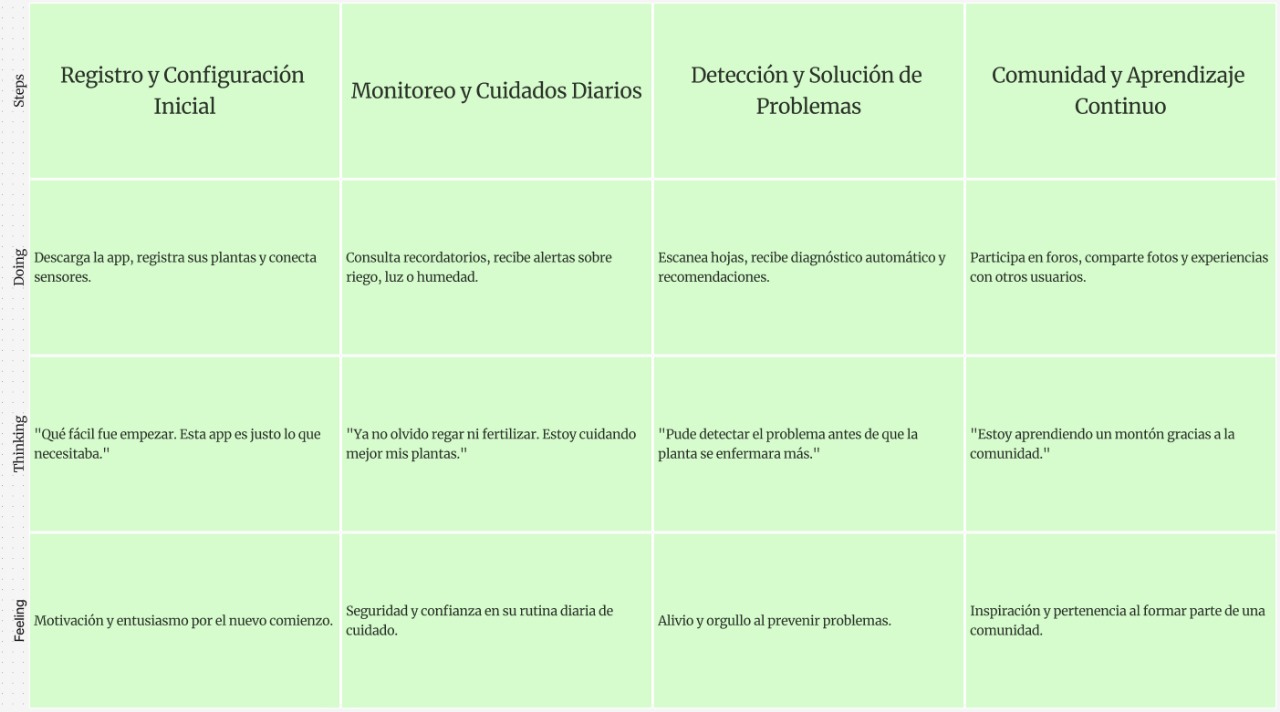 Steps
Registro y Configuración
Inicial
Monitoreo y Cuidados Diarios
Detección y Solución de
Problemas
Comunidad y Aprendizaje
Continuo
Doing
Descarga la app, registra sus plantas y conecta
sensores.
Consulta recordatorios, recibe alertas sobre
riego, luz o humedad.
Escanea hojas, recibe diagnóstico automático y
recomendaciones.
Participa en foros, comparte fotos y experiencias
con otros usuarios.
Thinking
"Qué fácil fue empezar. Esta app es justo lo que
necesitaba."
"Ya no olvido regar ni fertilizar. Estoy cuidando
mejor mis plantas."
"Pude detectar el problema antes de que la
planta se enfermara más."
"Estoy aprendiendo un montón gracias a la
comunidad."
Feeling
Motivación y entusiasmo por el nuevo comienzo.
Seguridad y confianza en su rutina diaria de
cuidado.
Alivio y orgullo al prevenir problemas.
Inspiración y pertenencia al formar parte de una
comunidad.